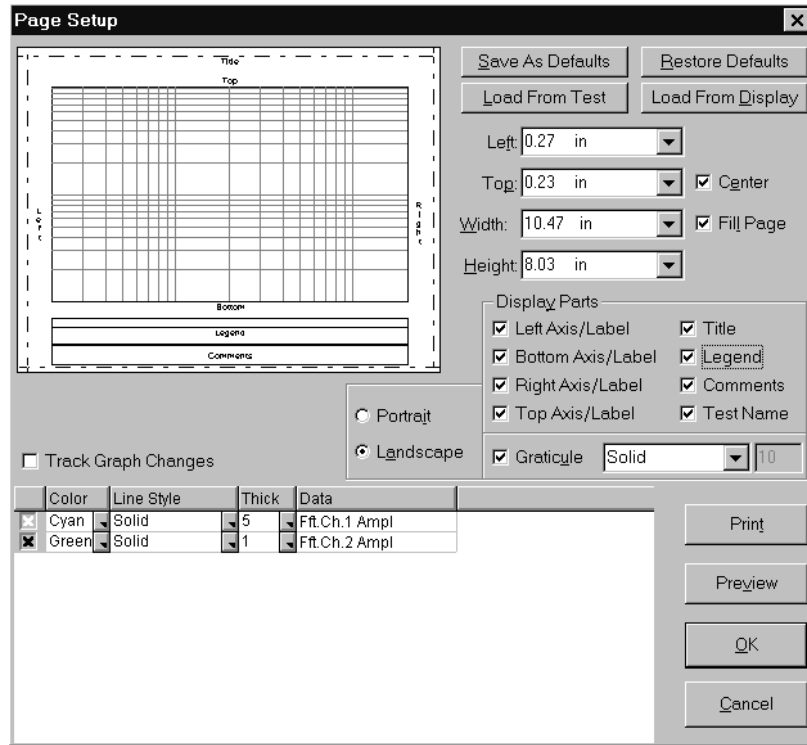 Page Setup
Title
Top
Left
Right
Bottom
Legend
Comments
Save As Defaults
Restore Defaults
Load From Test
Load From Display
Left: 0.27 in
Top: 0.23 in
Center
Width: 10.47 in
Fill Page
Height: 8.03 in
Display Parts
Left Axis/Label
Title
Bottom Axis/Label
Legend
Right Axis/Label
Comments
Top Axis/Label
Test Name
Portrait
Landscape
Graticule Solid 10
Track Graph Changes
Color Line Style Thick Data
Cyan Solid 5 Fft.Ch.1 Ampl
Green Solid 1 Fft.Ch.2 Ampl
Print
Preview
OK
Cancel